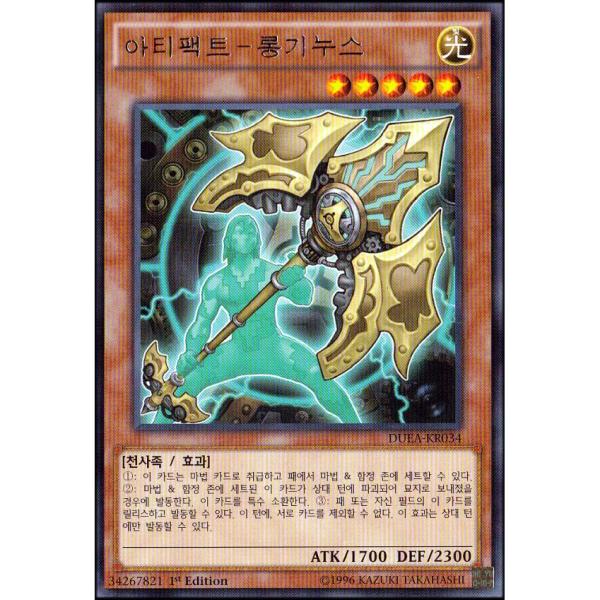 아티팩트-롱기누스
光
DUEA-KR034
[천사족 / 효과]
①: 이 카드는 마법 카드로 취급하고 패에서 마법 & 함정 존에 세트할 수 있다.
②: 마법 & 함정 존에 세트된 이 카드가 상대 턴에 파괴되어 묘지로 보내졌을
경우에 발동한다. 이 카드를 특수 소환한다. ③: 패 또는 자신 필드의 이 카드를
릴리스하고 발동할 수 있다. 이 턴에, 서로 카드를 제외할 수 없다. 이 효과는 상대 턴
에만 발동할 수 있다.
ATK/1700 DEF/2300
34267821 1st Edition ©1996 KAZUKI TAKAHASHI